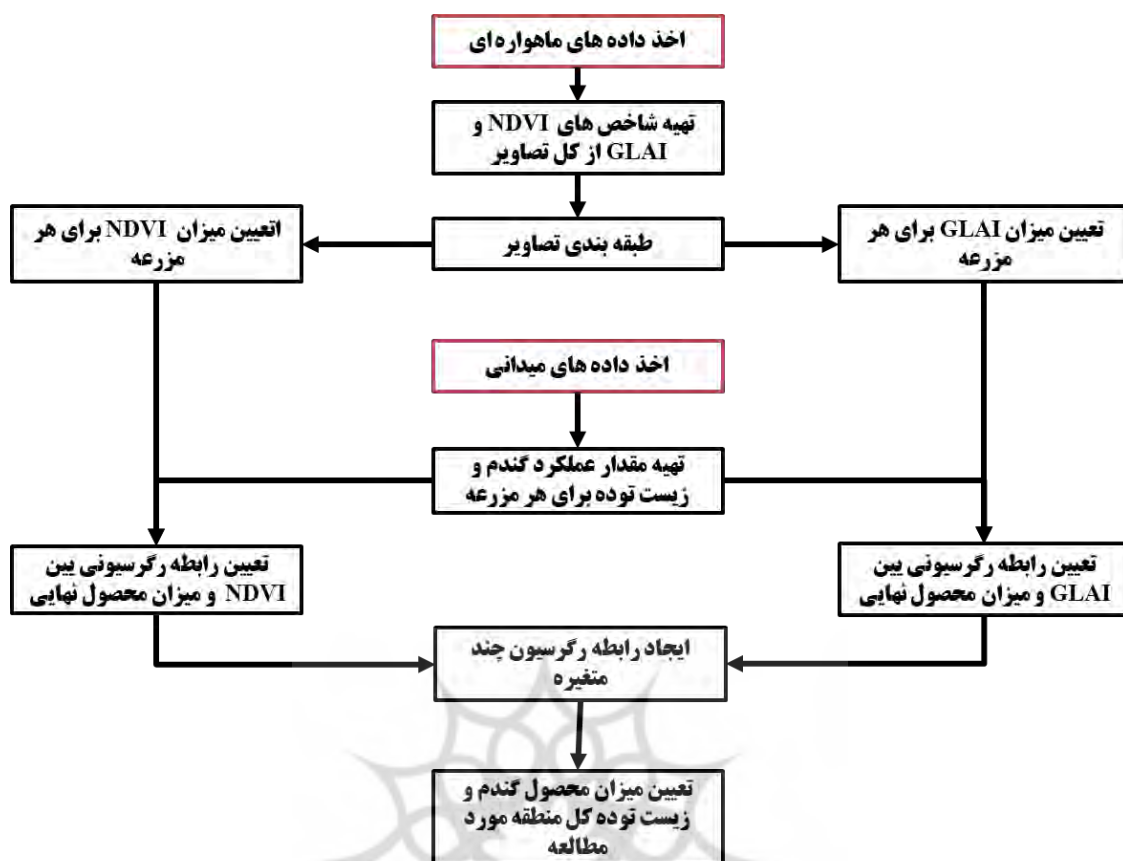 اخذ داده های ماهواره ای
تهیه شاخص های NDVI و
GLAI از کل تصاویر
اتعیین میزان NDVI برای هر
مزرعه
طبقه بندی تصاویر
تعیین میزان GLAI برای هر
مزرعه
اخذ داده های میدانی
تهیه مقدار عملکرد گندم و
زیست توده برای هر مزرعه
تعیین رابطه رگرسیونی بین
NDVI و میزان محصول نهایی
تعیین رابطه رگرسیونی بین
GLAI و میزان محصول نهایی
ایجاد رابطه رگرسیون چند
متغیره
تعیین میزان محصول گندم و
زیست توده کل منطقه مورد
مطالعه